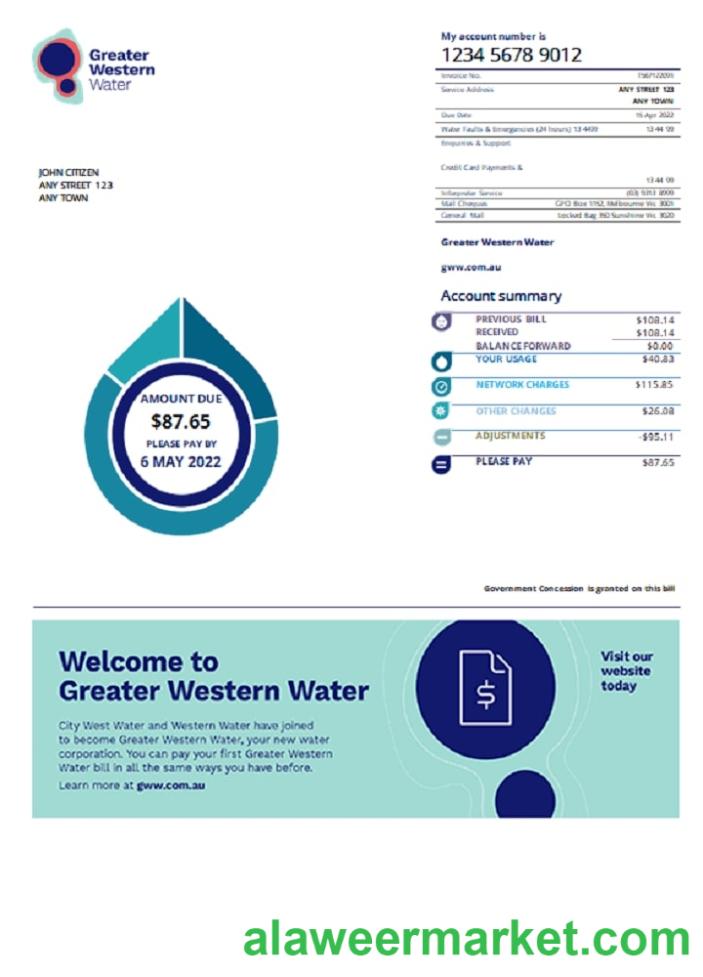 Greater
Western
Water
My account number is
1234 5678 9012
Invoice No.
Service Address ANY STREET 123
ANY TOWN
Due Date 15 Apr 2022
Water Faults & Emergencies (24 hours) 13 4499 13 44 99
Enquiries & Support
Credit Card Payments &
13 44 99
Interpreter Service (03) 9313 8999
Mail Cheques GPO Box 1152, Melbourne Vic 3001
General Mail Locked Bag 350 Sunshine Vic 3020
JOHN CITIZEN
ANY STREET 123
ANY TOWN
Greater Western Water
gww.com.au
Account summary
PREVIOUS BILL $108.14
RECEIVED $108.14
BALANCE FORWARD $0.00
YOUR USAGE $40.83
NETWORK CHARGES $115.85
OTHER CHANGES $26.08
ADJUSTMENTS -$95.11
PLEASE PAY $87.65
AMOUNT DUE
$87.65
PLEASE PAY BY
6 MAY 2022
Government Concession is granted on this bill
Welcome to
Greater Western Water
City West Water and Western Water have joined
to become Greater Western Water, your new water
corporation. You can pay your first Greater Western
Water bill in all the same ways you have before.
Learn more at gww.com.au
$
Visit our
website
today
alaweermarket.com